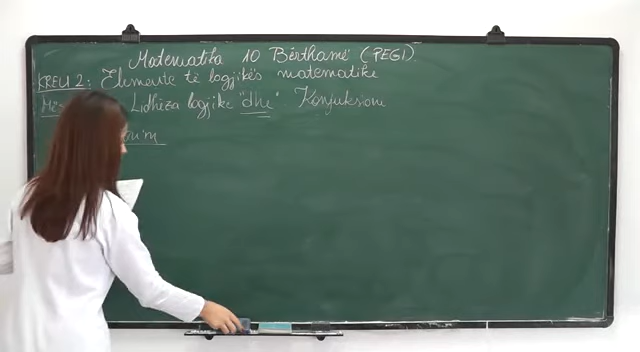 Matematika 10 Bërthamë (PEGI)
KREU 2: Elemente të logjikës matematike
Lidhëza logjike "dhe". Konjuksioni